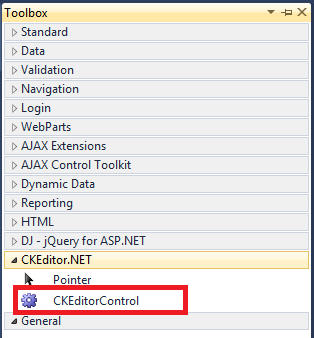 Toolbox
Standard
Data
Validation
Navigation
Login
WebParts
AJAX Extensions
AJAX Control Toolkit
Dynamic Data
Reporting
HTML
DJ - jQuery for ASP.NET
CKEditor.NET
Pointer
CKEditorControl
General